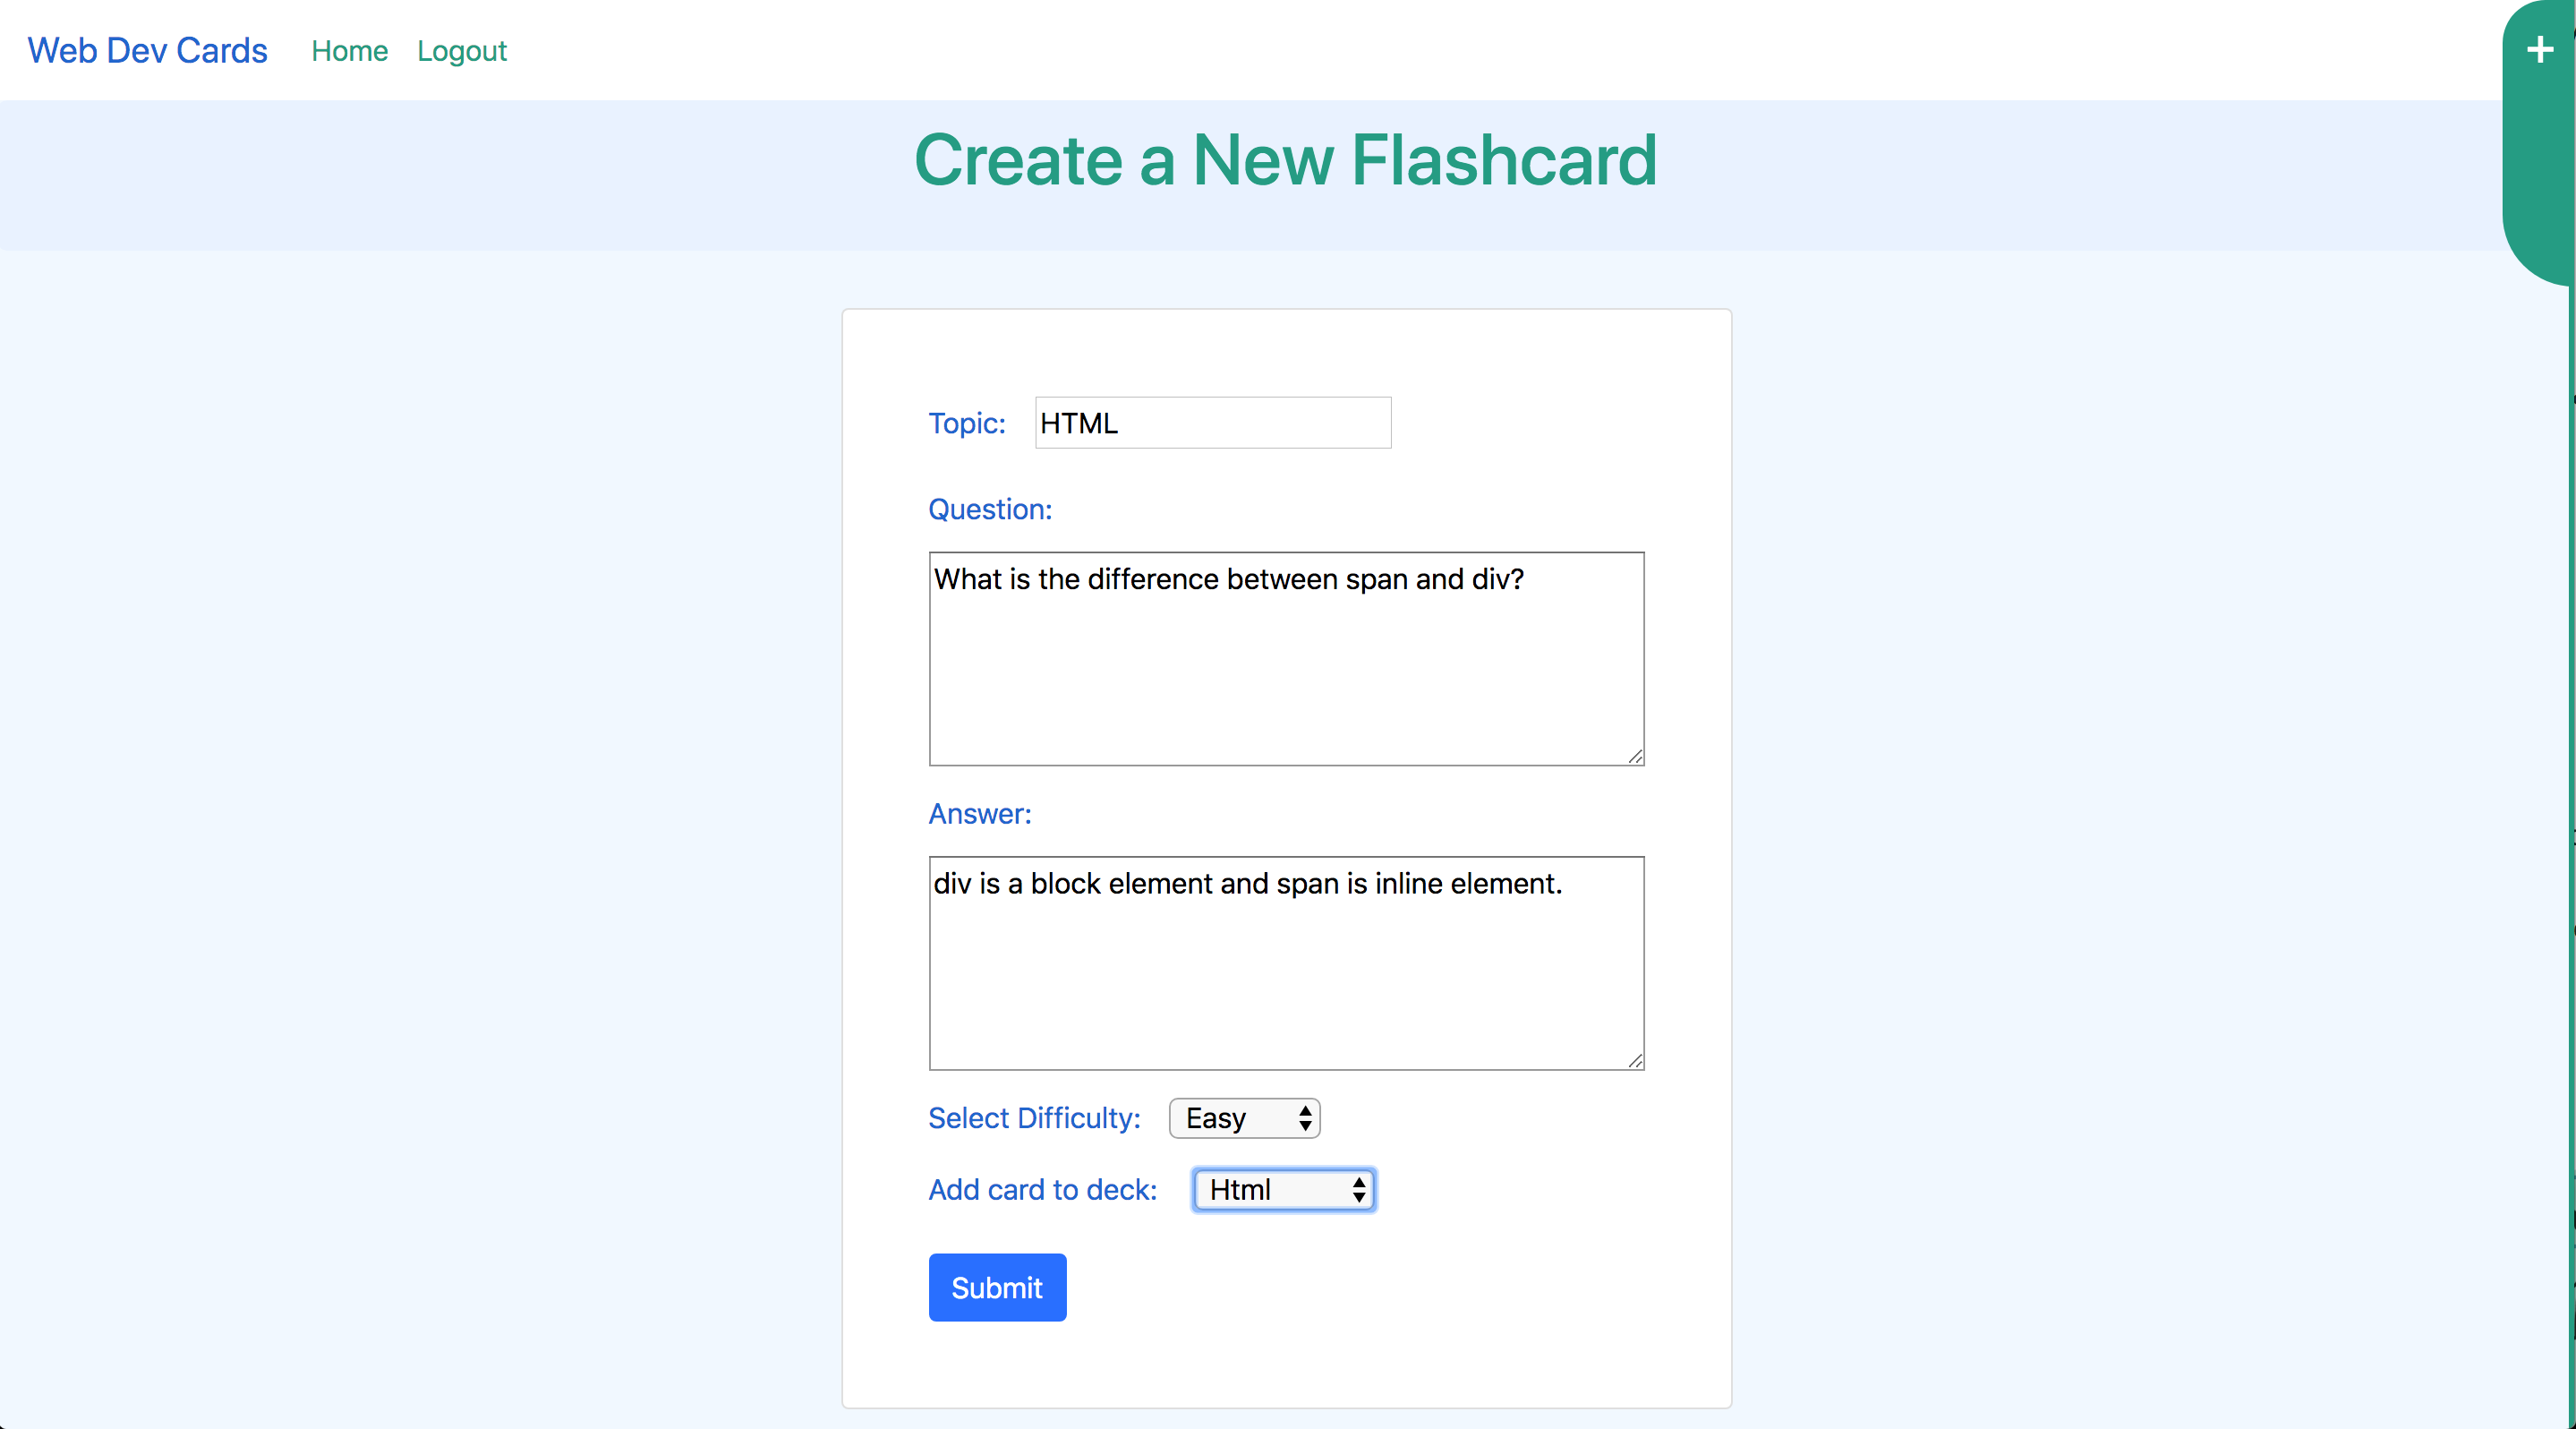 Web Dev Cards Home Logout +
Create a New Flashcard
Topic: HTML
Question:
What is the difference between span and div?
Answer:
div is a block element and span is inline element.
Select Difficulty: Easy
Add card to deck: Html
Submit